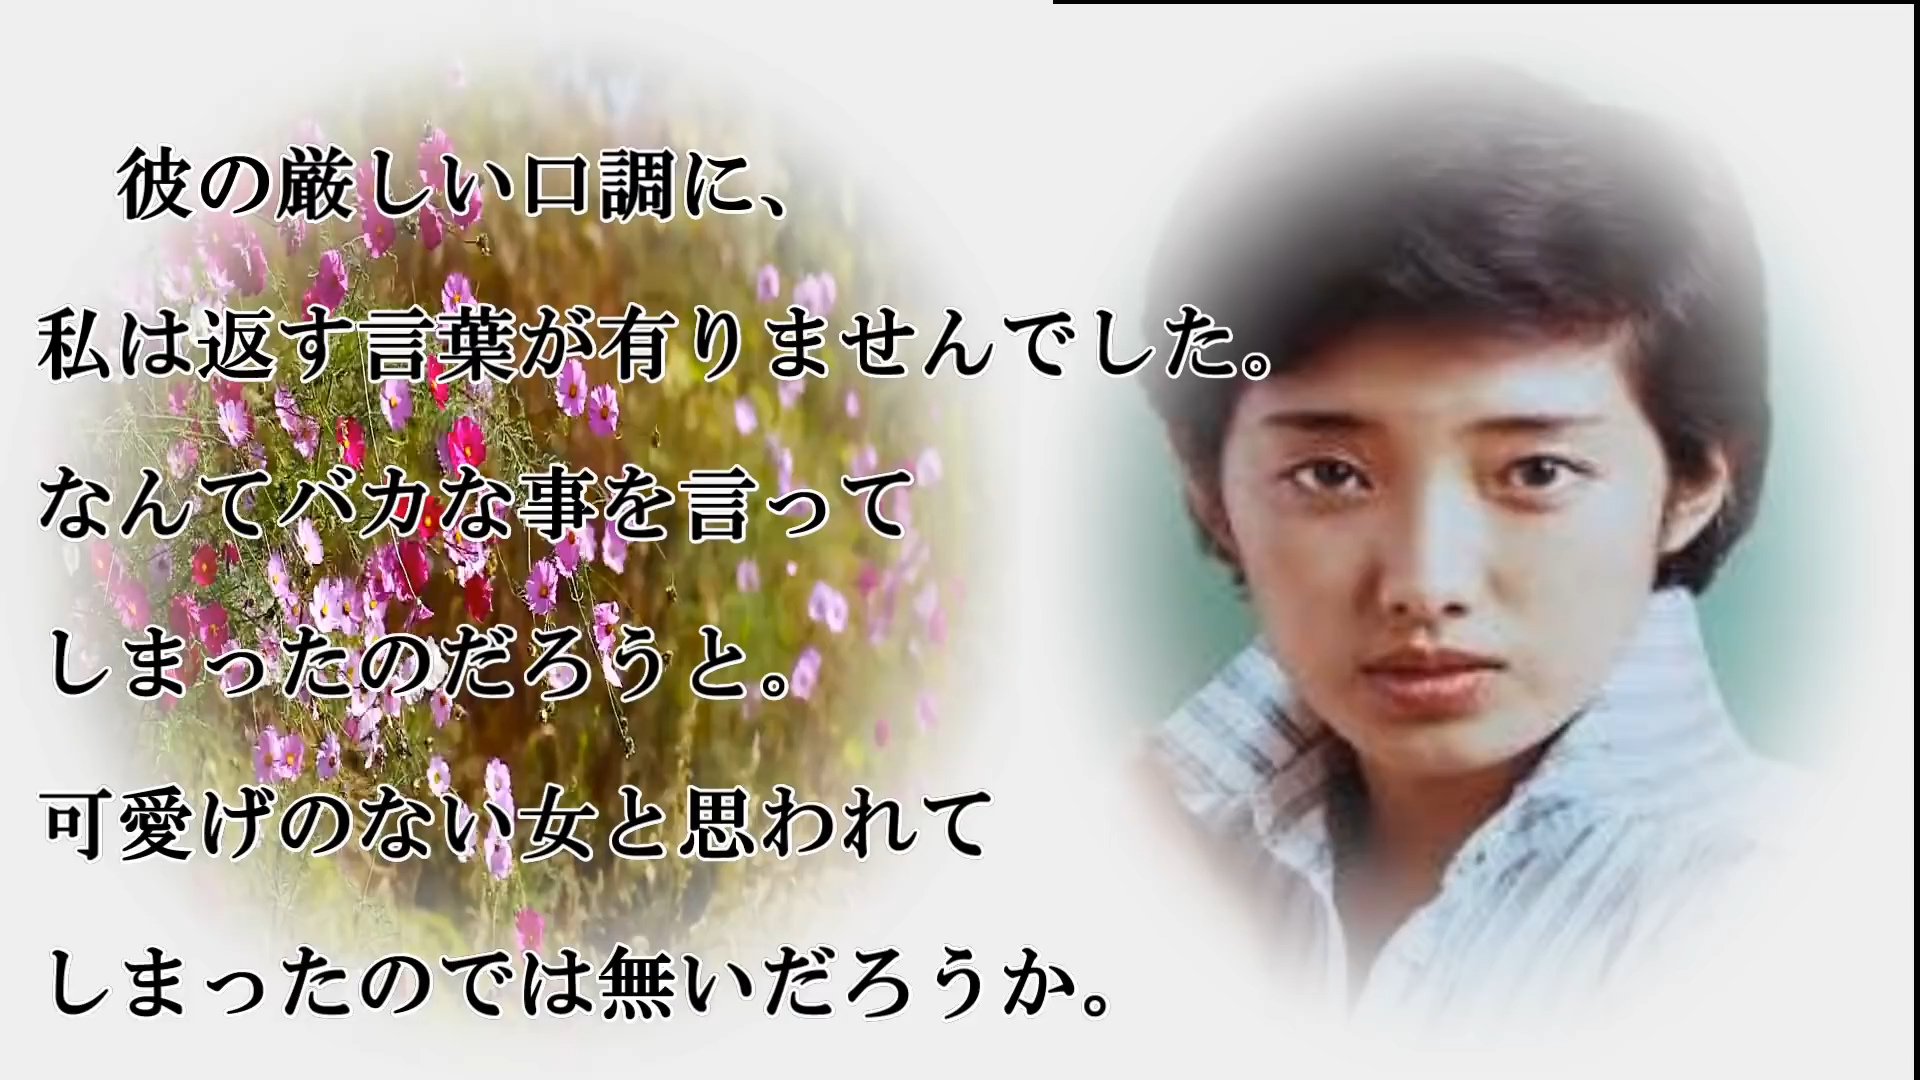 彼の厳しい口調に、
私は返す言葉が有りませんでした。
なんてバカな事を言って
しまったのだろうと。
可愛げのない女と思われて
しまったのでは無いだろうか。